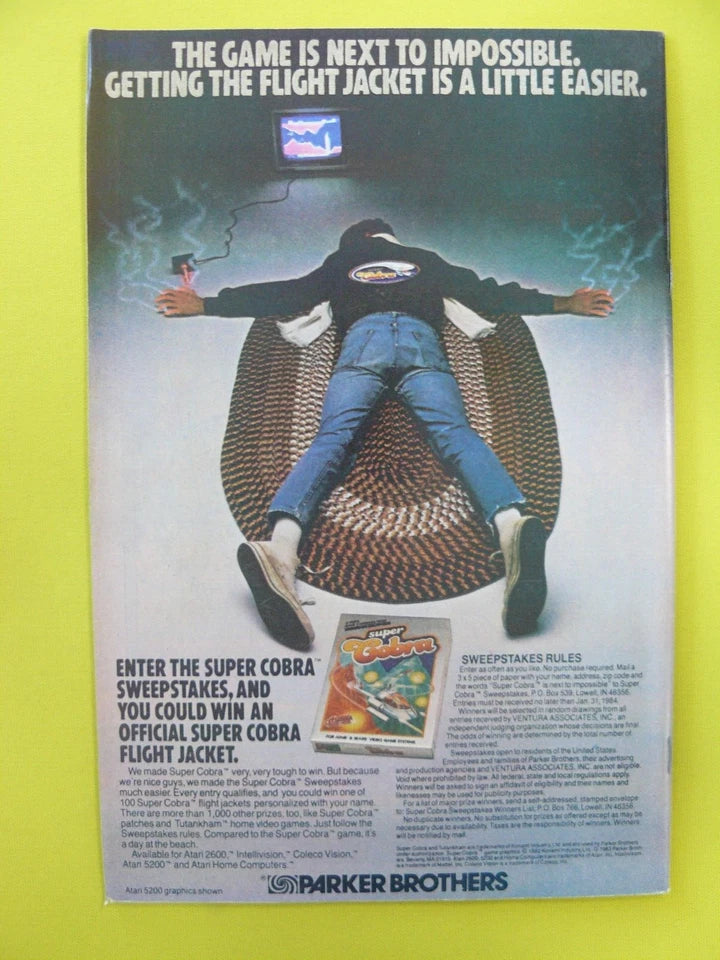 THE GAME IS NEXT TO IMPOSSIBLE.
GETTING THE FLIGHT JACKET IS A LITTLE EASIER.
super
Cobra
ENTER THE SUPER COBRA™
SWEEPSTAKES, AND
YOU COULD WIN AN
OFFICIAL SUPER COBRA
FLIGHT JACKET.
We made Super Cobra™ very, very tough to win. But because
we're nice guys, we made the Super Cobra™ Sweepstakes
much easier. Every entry qualifies, and you could win one of
100 Super Cobra™ flight jackets personalized with your name.
There are more than 1,000 other prizes, too, like Super Cobra™
patches and Tutankham™ home video games. Just follow the
Sweepstakes rules. Compared to the Super Cobra™ game, it's
a day at the beach.
Available for Atari 2600,™ Intellivision,™ Coleco Vision,™
Atari 5200™ and Atari Home Computers.™
Atari 5200 graphics shown
SWEEPSTAKES RULES
Enter as often as you like. No purchase required. Mail a
3 x 5 piece of paper with your name, address, zip code and
the words "Super Cobra™ is next to impossible" to Super
Cobra™ Sweepstakes, P.O. Box 539, Lowell, IN 46356.
Entries must be received no later than Jan. 31, 1984.
Winners will be selected in random drawings from all
entries received by VENTURA ASSOCIATES, INC., an
independent judging organization whose decisions are final.
The odds of winning are determined by the total number of
entries received.
Sweepstakes open to residents of the United States.
Employees and families of Parker Brothers, their advertising
and production agencies and VENTURA ASSOCIATES, INC. are not eligible.
Void where prohibited by law. All federal, state and local regulations apply.
Winners will be asked to sign an affidavit of eligibility and their names and
likenesses may be used for publicity purposes.
For a list of major prize winners, send a self-addressed, stamped envelope
to: Super Cobra Sweepstakes Winners List, P.O. Box 766, Lowell, IN 46356.
No duplicate winners. No substitution for prizes offered except as may be
necessary due to availability. Taxes are the responsibility of winners. Winners
will be notified by mail.
PARKER BROTHERS